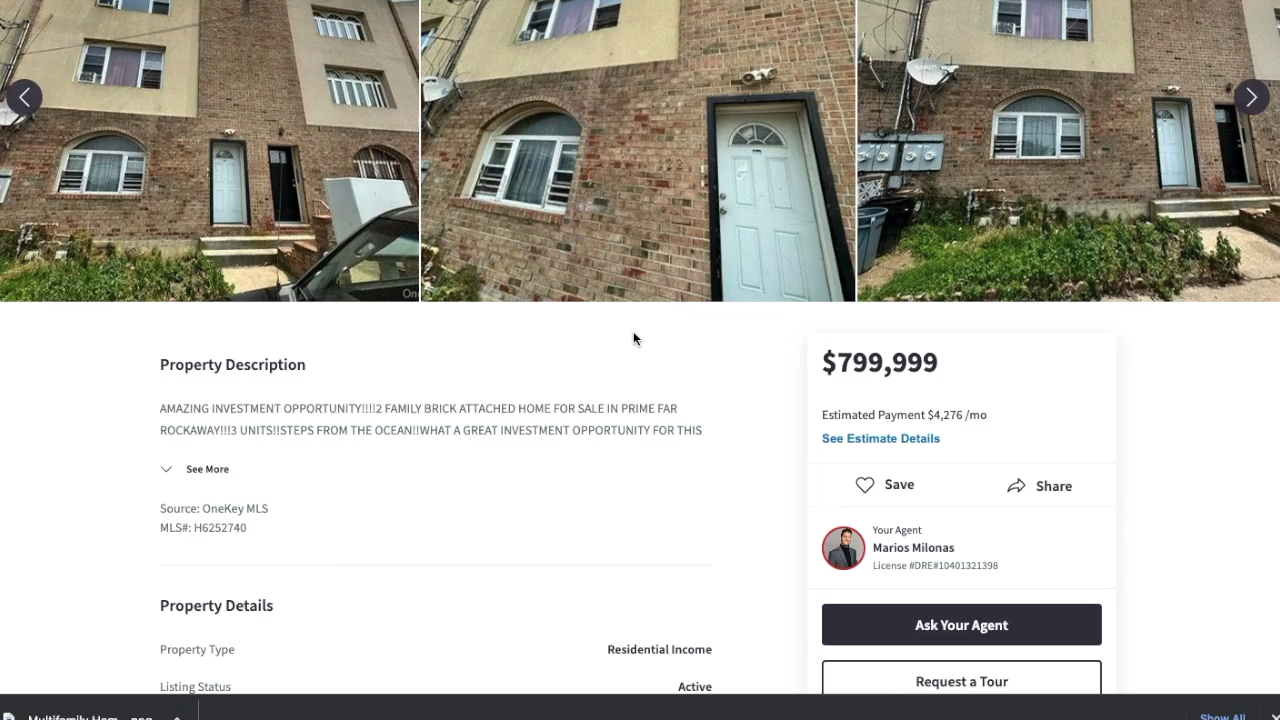 Property Description
AMAZING INVESTMENT OPPORTUNITY!!!!2 FAMILY BRICK ATTACHED HOME FOR SALE IN PRIME FAR
ROCKAWAY!!!3 UNITS!!STEPS FROM THE OCEAN!!WHAT A GREAT INVESTMENT OPPORTUNITY FOR THIS
See More
Source: OneKey MLS
MLS#: H6252740
Property Details
Property Type
Residential Income
Listing Status
Active
$799,999
Estimated Payment $4,276 /mo
See Estimate Details
Save
Share
Your Agent
Marios Milonas
License #DRE#10401321398
Ask Your Agent
Request a Tour
Show All